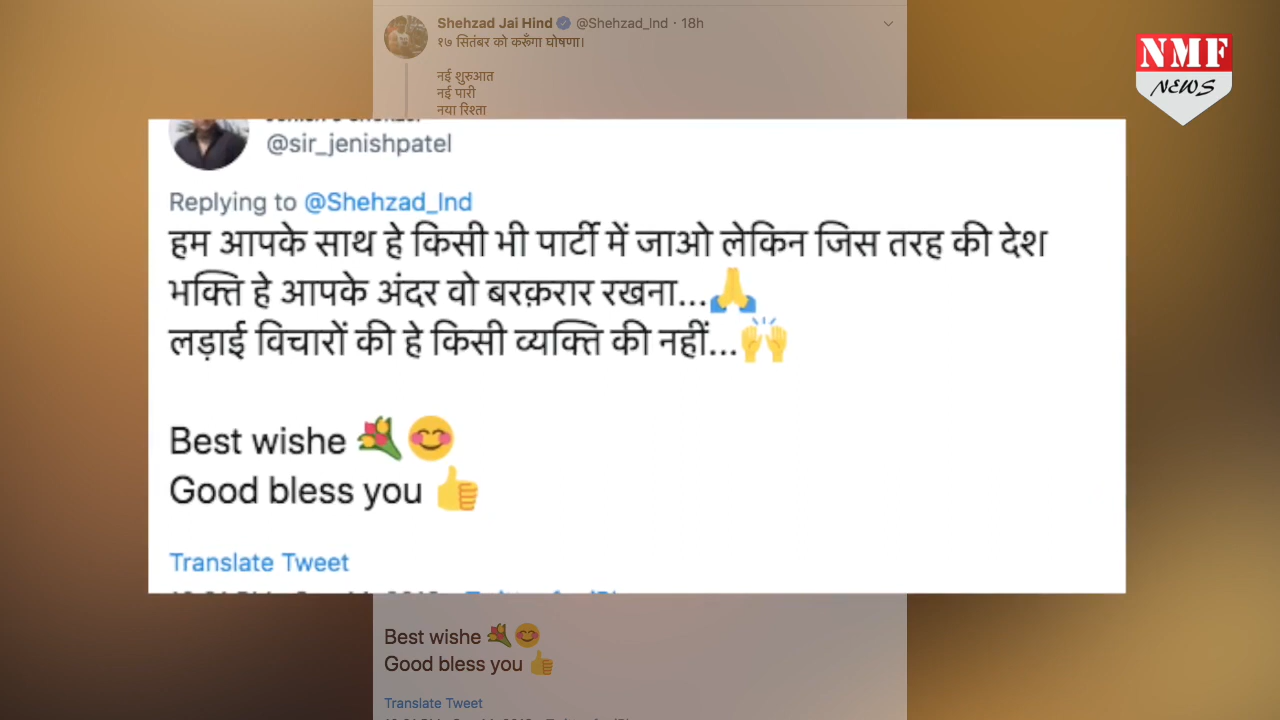 Shehzad Jai Hind @Shehzad_Ind · 18h
१७ सितंबर को करूँगा घोषणा।
नई शुरुआत
नई पारी
नया रिश्ता
NMF
NEWS
@sir_jenishpatel
Replying to @Shehzad_Ind
हम आपके साथ हे किसी भी पार्टी में जाओ लेकिन जिस तरह की देश
भक्ति हे आपके अंदर वो बरक़रार रखना...🙏
लड़ाई विचारों की हे किसी व्यक्ति की नहीं...🙌
Best wishe 💐😊
Good bless you 👍
Translate Tweet
Best wishe 💐😊
Good bless you 👍
Translate Tweet